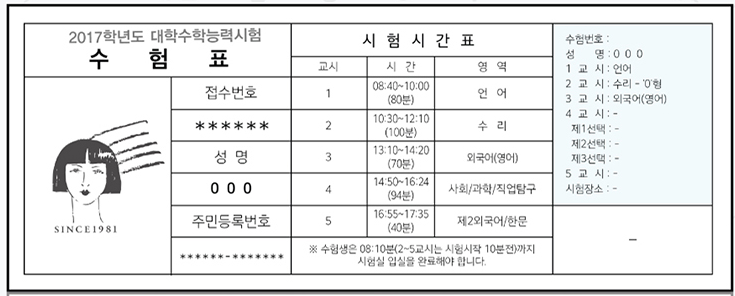 2017학년도 대학수학능력시험
수 험 표
SINCE1981
접수번호
******
성 명
0 0 0
주민등록번호
******-*******
시 험 시 간 표
교시 시 간 영 역
1 08:40~10:00 (80분) 언 어
2 10:30~12:10 (100분) 수 리
3 13:10~14:20 (70분) 외국어(영어)
4 14:50~16:24 (94분) 사회/과학/직업탐구
5 16:55~17:35 (40분) 제2외국어/한문
※ 수험생은 08:10분(2~5교시는 시험시작 10분전)까지
시험실 입실을 완료해야 합니다.
수험번호 :
성 명 : 0 0 0
1 교 시 : 언어
2 교 시 : 수리 - '0'형
3 교 시 : 외국어(영어)
4 교 시 : -
제1선택 : -
제2선택 : -
제3선택 : -
5 교 시 : -
시험장소 : -
-